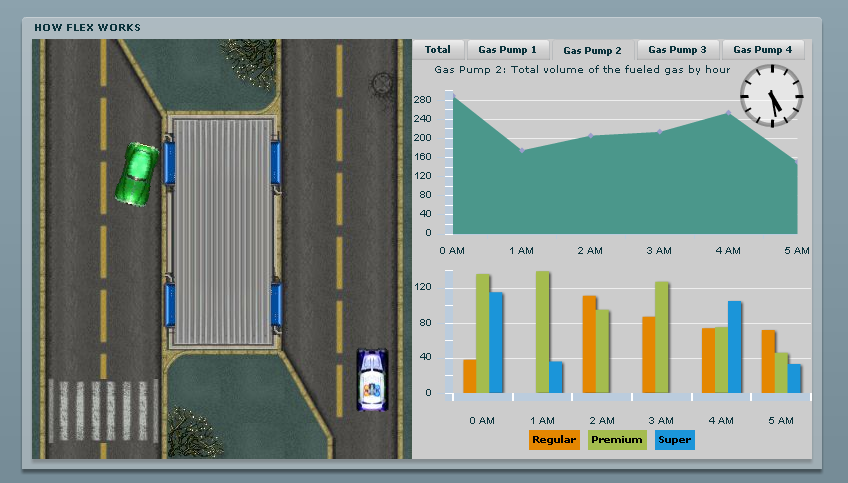 HOW FLEX WORKS
Total Gas Pump 1 Gas Pump 2 Gas Pump 3 Gas Pump 4
Gas Pump 2: Total volume of the fueled gas by hour
280
240
200
160
120
80
40
0
0 AM 1 AM 2 AM 3 AM 4 AM 5 AM
120
80
40
0
0 AM 1 AM 2 AM 3 AM 4 AM 5 AM
Regular Premium Super